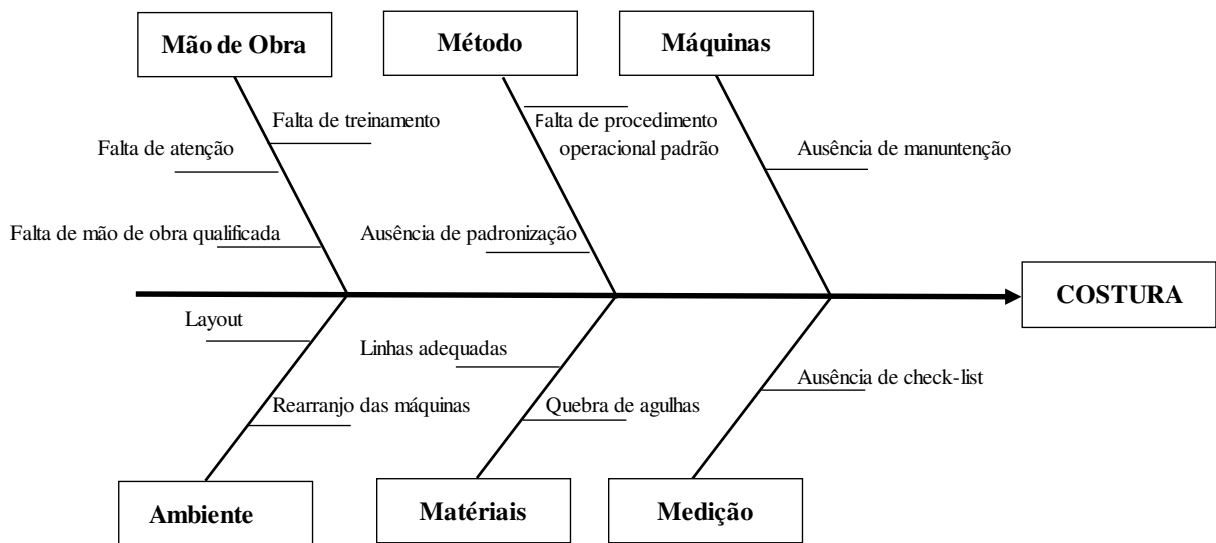 Mão de Obra
Método
Máquinas
Falta de treinamento
Falta de atenção
Falta de mão de obra qualificada
Falta de procedimento
operacional padrão
Ausência de padronização
Ausência de manuntenção
COSTURA
Layout
Rearranjo das máquinas
Linhas adequadas
Quebra de agulhas
Ausência de check-list
Ambiente
Matériais
Medição